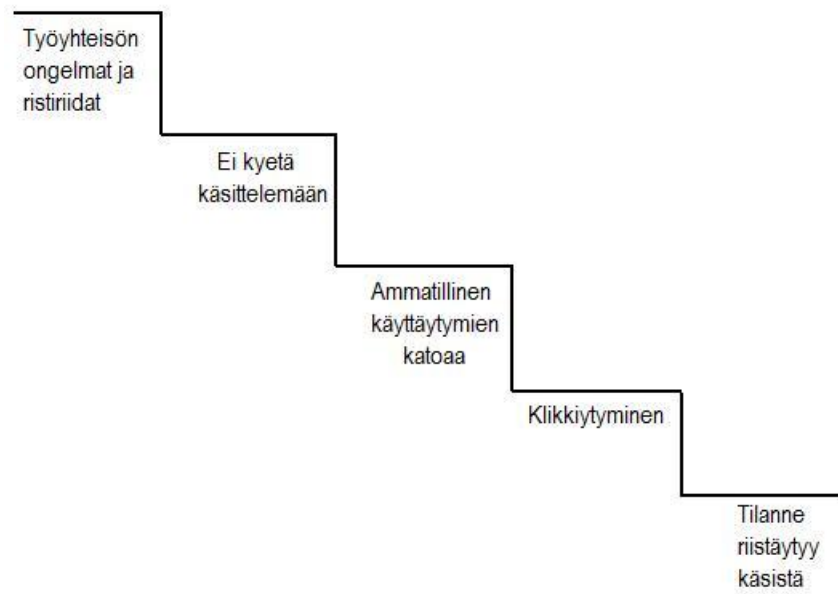 Työyhteisön
ongelmat ja
ristiriidat
Ei kyetä
käsittelemään
Ammatillinen
käyttäytymien
katoaa
Klikkiytyminen
Tilanne
riistäytyy
käsistä